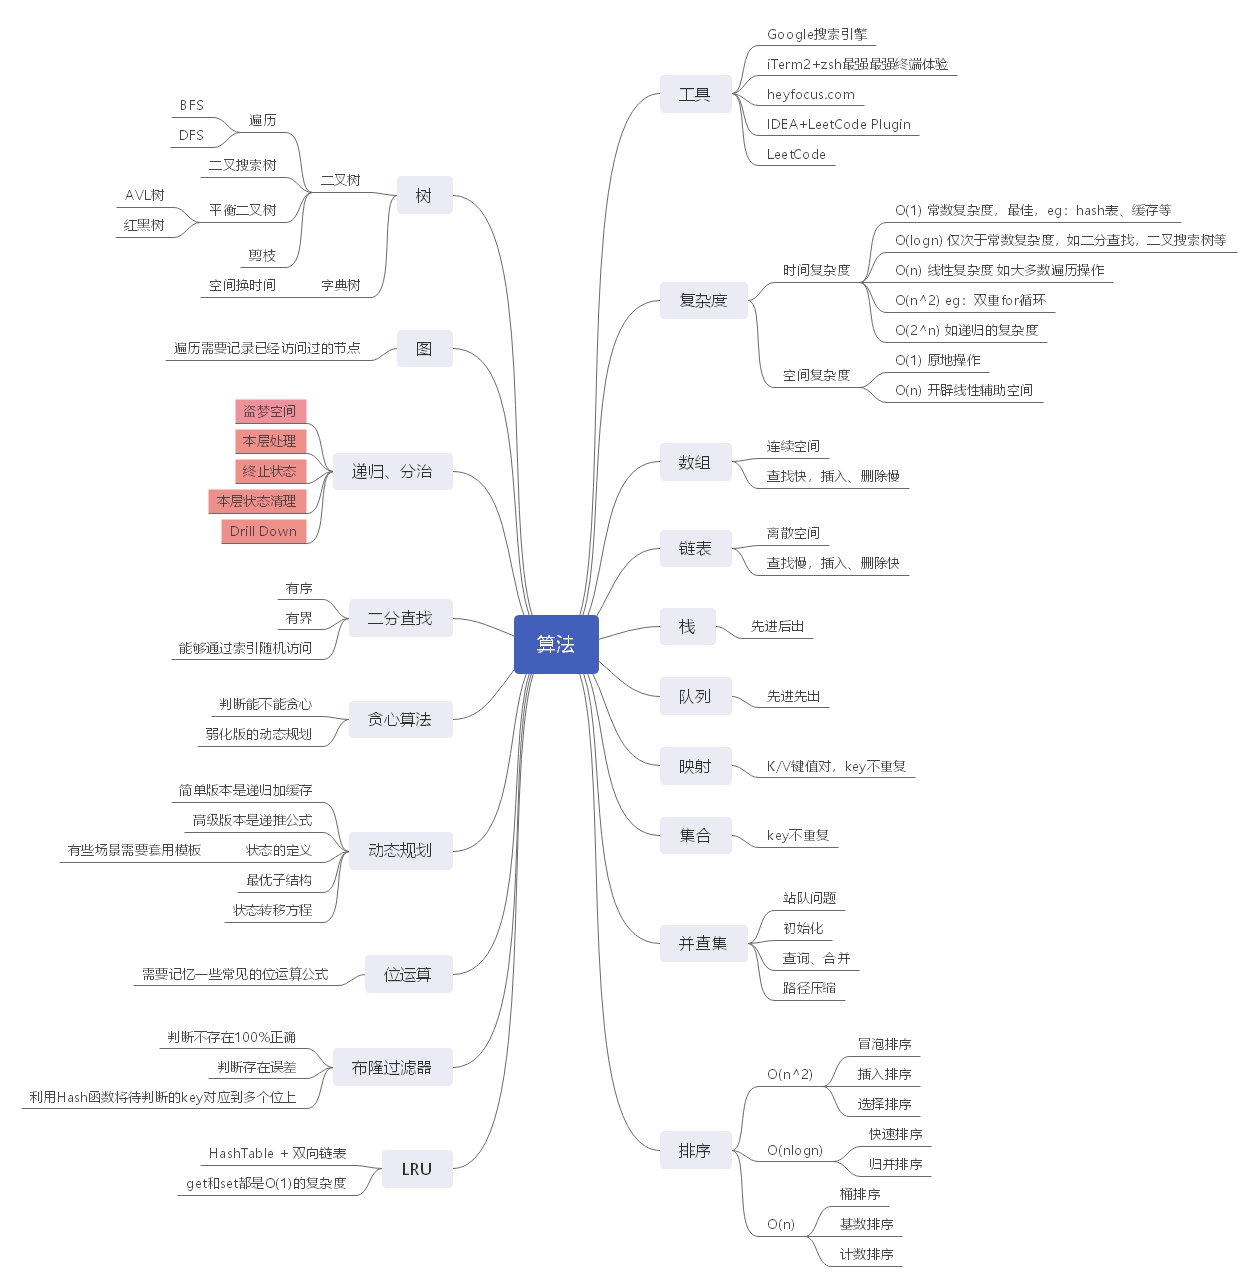 算法
工具
Google搜索引擎
iTerm2+zsh最强最强终端体验
heyfocus.com
IDEA+LeetCode Plugin
LeetCode
复杂度
时间复杂度
O(1) 常数复杂度，最佳，eg：hash表、缓存等
O(logn) 仅次于常数复杂度，如二分查找，二叉搜索树等
O(n) 线性复杂度 如大多数遍历操作
O(n^2) eg：双重for循环
O(2^n) 如递归的复杂度
空间复杂度
O(1) 原地操作
O(n) 开辟线性辅助空间
数组
连续空间
查找快，插入、删除慢
链表
离散空间
查找慢，插入、删除快
栈
先进后出
队列
先进先出
映射
K/V键值对，key不重复
集合
key不重复
并查集
站队问题
初始化
查询、合并
路径压缩
排序
O(n^2)
冒泡排序
插入排序
选择排序
O(nlogn)
快速排序
归并排序
O(n)
桶排序
基数排序
计数排序
树
二叉树
遍历
BFS
DFS
二叉搜索树
平衡二叉树
AVL树
红黑树
剪枝
字典树
空间换时间
图
遍历需要记录已经访问过的节点
递归、分治
盗梦空间
本层处理
终止状态
本层状态清理
Drill Down
二分查找
有序
有界
能够通过索引随机访问
贪心算法
判断能不能贪心
弱化版的动态规划
动态规划
简单版本是递归加缓存
高级版本是递推公式
状态的定义
有些场景需要套用模板
最优子结构
状态转移方程
位运算
需要记忆一些常见的位运算公式
布隆过滤器
判断不存在100%正确
判断存在误差
利用Hash函数将待判断的key对应到多个位上
LRU
HashTable + 双向链表
get和set都是O(1)的复杂度